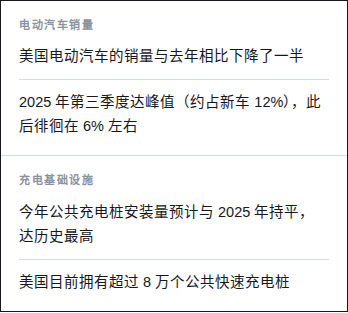 电动汽车销量
美国电动汽车的销量与去年相比下降了一半
2025 年第三季度达峰值（约占新车 12%），此
后徘徊在 6% 左右
充电基础设施
今年公共充电桩安装量预计与 2025 年持平，
达历史最高
美国目前拥有超过 8 万个公共快速充电桩